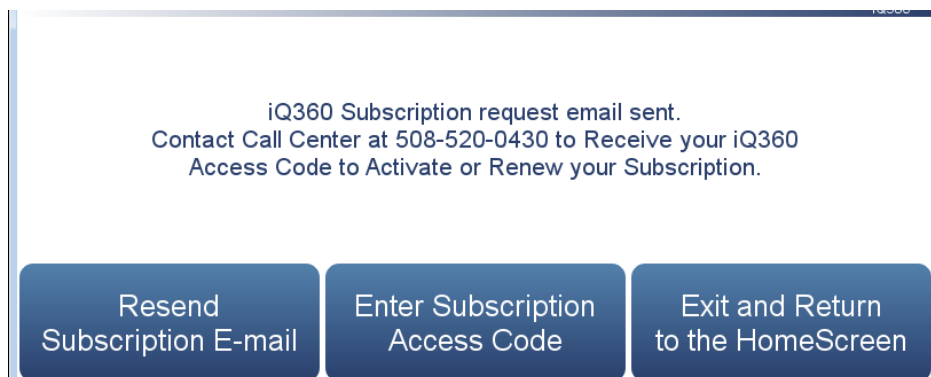 iQ360 Subscription request email sent.
Contact Call Center at 508-520-0430 to Receive your iQ360
Access Code to Activate or Renew your Subscription.
Resend
Subscription E-mail
Enter Subscription
Access Code
Exit and Return
to the HomeScreen